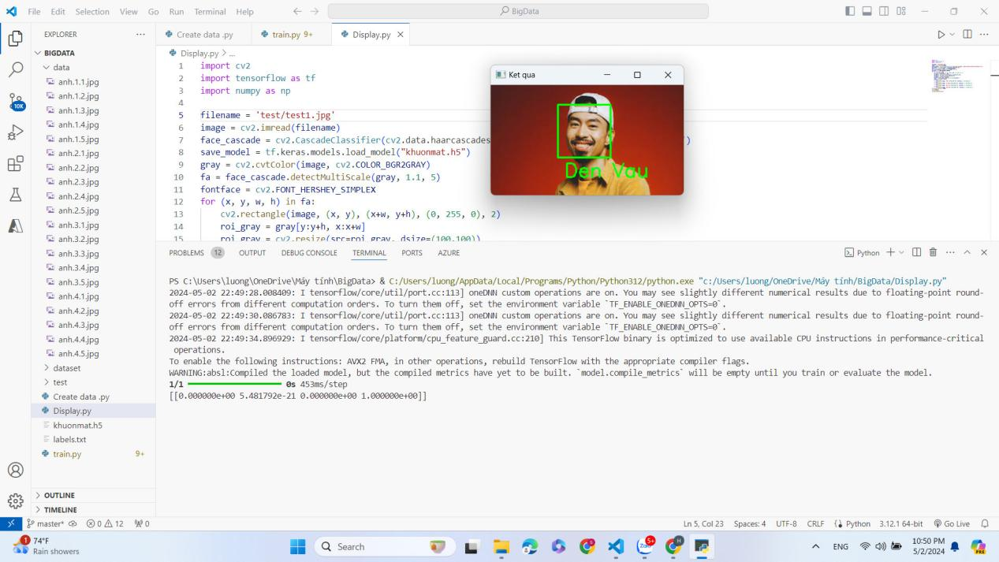 File Edit Selection View Go Run Terminal Help
BigData
EXPLORER
BIGDATA
data
anh.1.1.jpg
anh.1.2.jpg
anh.1.3.jpg
anh.1.4.jpg
anh.1.5.jpg
anh.2.1.jpg
anh.2.2.jpg
anh.2.3.jpg
anh.2.4.jpg
anh.2.5.jpg
anh.3.1.jpg
anh.3.2.jpg
anh.3.3.jpg
anh.3.4.jpg
anh.3.5.jpg
anh.4.1.jpg
anh.4.2.jpg
anh.4.3.jpg
anh.4.4.jpg
anh.4.5.jpg
dataset
test
Create data .py
Display.py
khuonmat.h5
labels.txt
train.py 9+
OUTLINE
TIMELINE
10K
Create data .py train.py 9+ Display.py
Display.py > ...
1 import cv2
2 import tensorflow as tf
3 import numpy as np
4
5 filename = 'test/test1.jpg'
6 image = cv2.imread(filename)
7 face_cascade = cv2.CascadeClassifier(cv2.data.haarcascades ')
8 save_model = tf.keras.models.load_model("khuonmat.h5")
9 gray = cv2.cvtColor(image, cv2.COLOR_BGR2GRAY)
10 fa = face_cascade.detectMultiScale(gray, 1.1, 5)
11 fontface = cv2.FONT_HERSHEY_SIMPLEX
12 for (x, y, w, h) in fa:
13 cv2.rectangle(image, (x, y), (x+w, y+h), (0, 255, 0), 2)
14 roi_gray = gray[y:y+h, x:x+w]
15 roi_gray = cv2.resize(src=roi_gray, dsize=(100,100))
Ket qua
Den Vau
PROBLEMS 12 OUTPUT DEBUG CONSOLE TERMINAL PORTS AZURE
Python
PS C:\Users\luong\OneDrive\Máy tính\BigData> & C:/Users/luong/AppData/Local/Programs/Python/Python312/python.exe "c:/Users/luong/OneDrive/Máy tính/BigData/Display.py"
2024-05-02 22:49:28.008409: I tensorflow/core/util/port.cc:113] oneDNN custom operations are on. You may see slightly different numerical results due to floating-point round-
off errors from different computation orders. To turn them off, set the environment variable `TF_ENABLE_ONEDNN_OPTS=0`.
2024-05-02 22:49:30.086783: I tensorflow/core/util/port.cc:113] oneDNN custom operations are on. You may see slightly different numerical results due to floating-point round-
off errors from different computation orders. To turn them off, set the environment variable `TF_ENABLE_ONEDNN_OPTS=0`.
2024-05-02 22:49:34.896929: I tensorflow/core/platform/cpu_feature_guard.cc:210] This TensorFlow binary is optimized to use available CPU instructions in performance-critical
operations.
To enable the following instructions: AVX2 FMA, in other operations, rebuild TensorFlow with the appropriate compiler flags.
WARNING:absl:Compiled the loaded model, but the compiled metrics have yet to be built. `model.compile_metrics` will be empty until you train or evaluate the model.
1/1 0s 453ms/step
[[0.000000e+00 5.481792e-21 0.000000e+00 1.000000e+00]]
master* 0 12 0
Ln 5, Col 23 Spaces: 4 UTF-8 CRLF Python 3.12.1 64-bit Go Live
1
74°F
Rain showers
Search
Zalo
5+
H
ENG
10:50 PM
5/2/2024
PRE